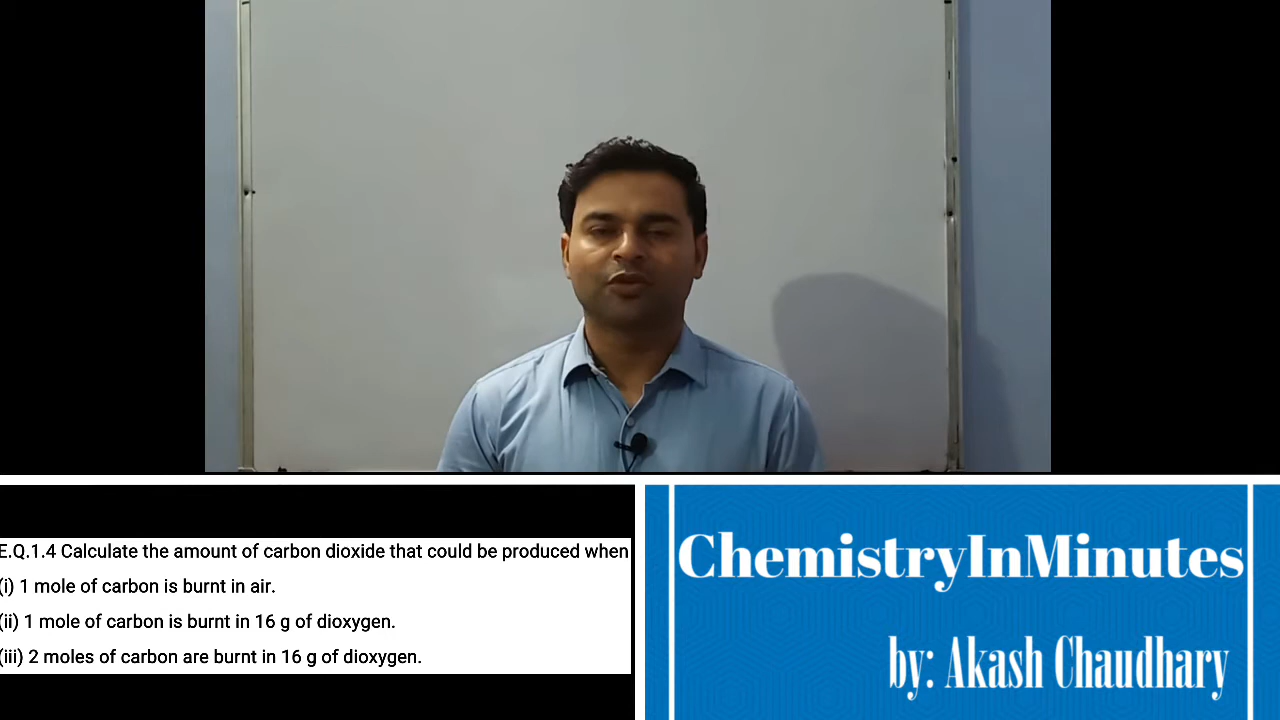 E.Q.1.4 Calculate the amount of carbon dioxide that could be produced when
(i) 1 mole of carbon is burnt in air.
(ii) 1 mole of carbon is burnt in 16 g of dioxygen.
(iii) 2 moles of carbon are burnt in 16 g of dioxygen.
ChemistryInMinutes
by: Akash Chaudhary